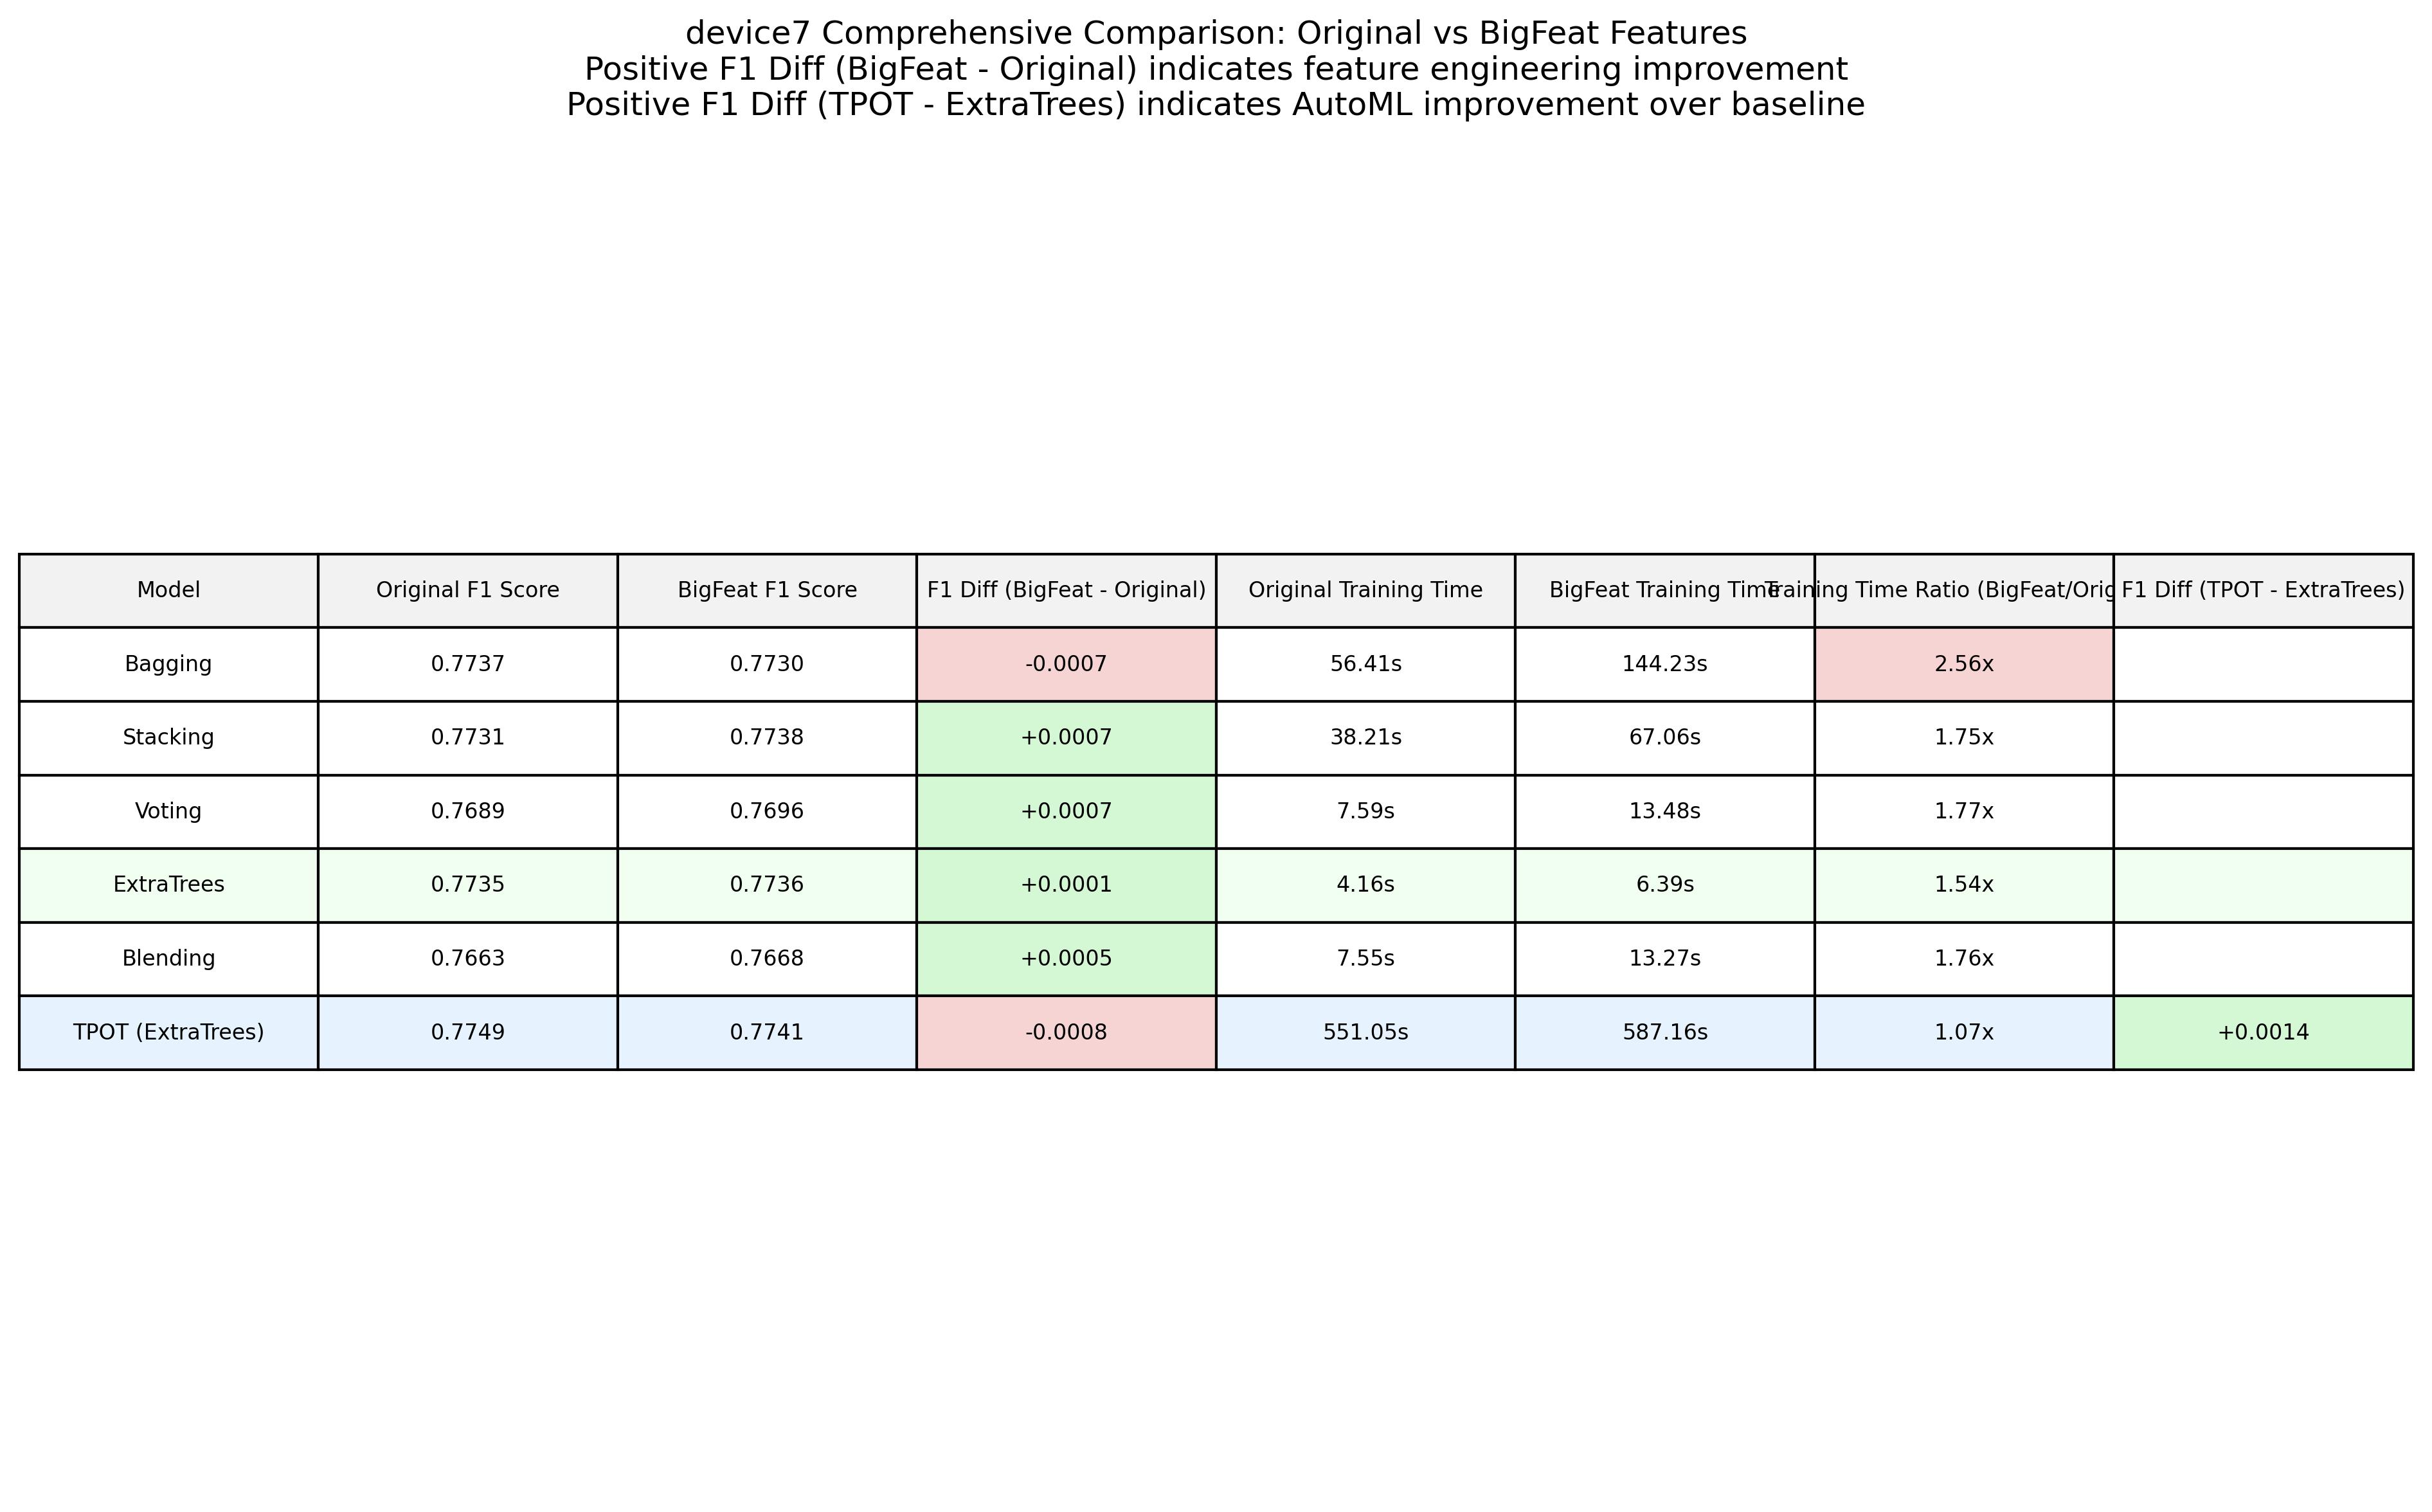 device7 Comprehensive Comparison: Original vs BigFeat Features
Positive F1 Diff (BigFeat - Original) indicates feature engineering improvement
Positive F1 Diff (TPOT - ExtraTrees) indicates AutoML improvement over baseline
Model Original F1 Score BigFeat F1 Score F1 Diff (BigFeat - Original) Original Training Time BigFeat Training Time Training Time Ratio (BigFeat/Orig F1 Diff (TPOT - ExtraTrees)
Bagging 0.7737 0.7730 -0.0007 56.41s 144.23s 2.56x
Stacking 0.7731 0.7738 +0.0007 38.21s 67.06s 1.75x
Voting 0.7689 0.7696 +0.0007 7.59s 13.48s 1.77x
ExtraTrees 0.7735 0.7736 +0.0001 4.16s 6.39s 1.54x
Blending 0.7663 0.7668 +0.0005 7.55s 13.27s 1.76x
TPOT (ExtraTrees) 0.7749 0.7741 -0.0008 551.05s 587.16s 1.07x +0.0014